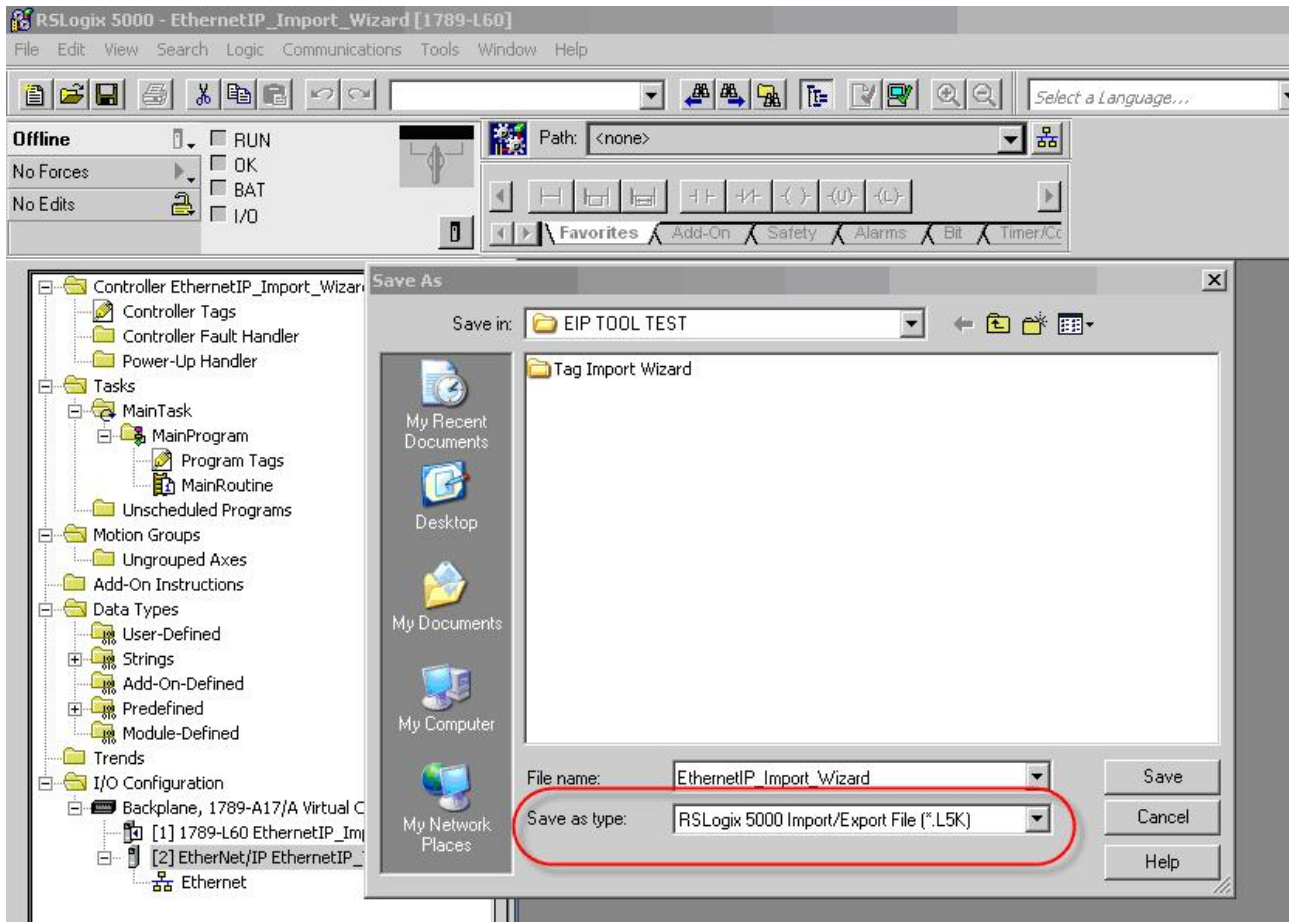 RSLogix 5000 - EthernetIP_Import_Wizard [1789-L60]
File Edit View Search Logic Communications Tools Window Help
Select a Language...
Offline
RUN
No Forces
OK
BAT
No Edits
I/O
Path: <none>
Favorites Add-On Safety Alarms Bit
Controller EthernetIP_Import_Wizar
Controller Tags
Controller Fault Handler
Power-Up Handler
Tasks
MainTask
MainProgram
Program Tags
MainRoutine
Unscheduled Programs
Motion Groups
Ungrouped Axes
Add-On Instructions
Data Types
User-Defined
Strings
Add-On-Defined
Predefined
Module-Defined
Trends
I/O Configuration
Backplane, 1789-A17/A Virtual C
[1] 1789-L60 EthernetIP_Im
[2] EtherNet/IP EthernetIP_
Ethernet
Save As
Save in: EIP TOOL TEST
Tag Import Wizard
My Recent
Documents
Desktop
My Documents
My Computer
My Network
Places
File name: EthernetIP_Import_Wizard
Save
Save as type: RSLogix 5000 Import/Export File (*.L5K)
Cancel
Help